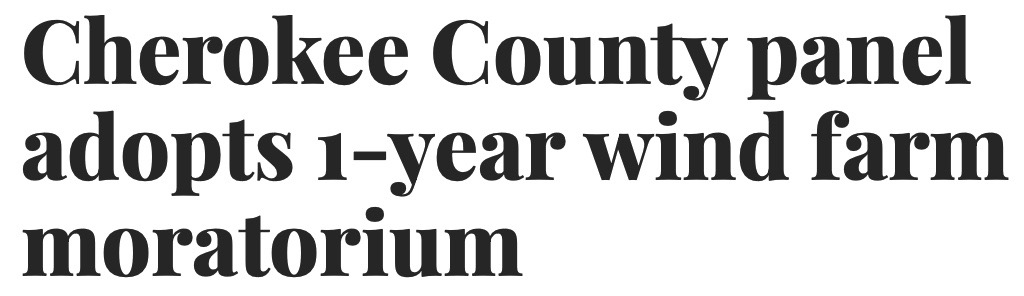 Cherokee County panel
adopts 1-year wind farm
moratorium